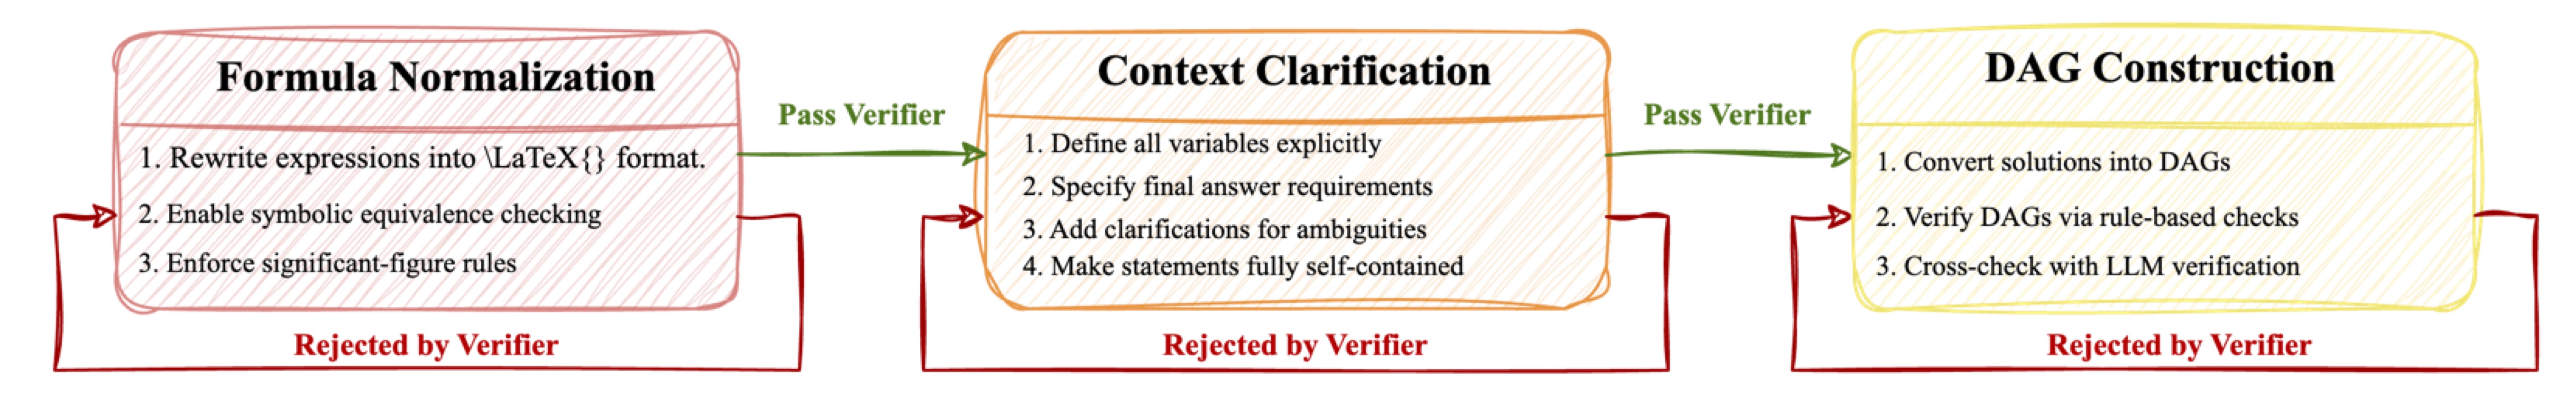 Formula Normalization
1. Rewrite expressions into \LaTeX{} format.
2. Enable symbolic equivalence checking
3. Enforce significant-figure rules
Rejected by Verifier
Pass Verifier
Context Clarification
1. Define all variables explicitly
2. Specify final answer requirements
3. Add clarifications for ambiguities
4. Make statements fully self-contained
Rejected by Verifier
Pass Verifier
DAG Construction
1. Convert solutions into DAGs
2. Verify DAGs via rule-based checks
3. Cross-check with LLM verification
Rejected by Verifier